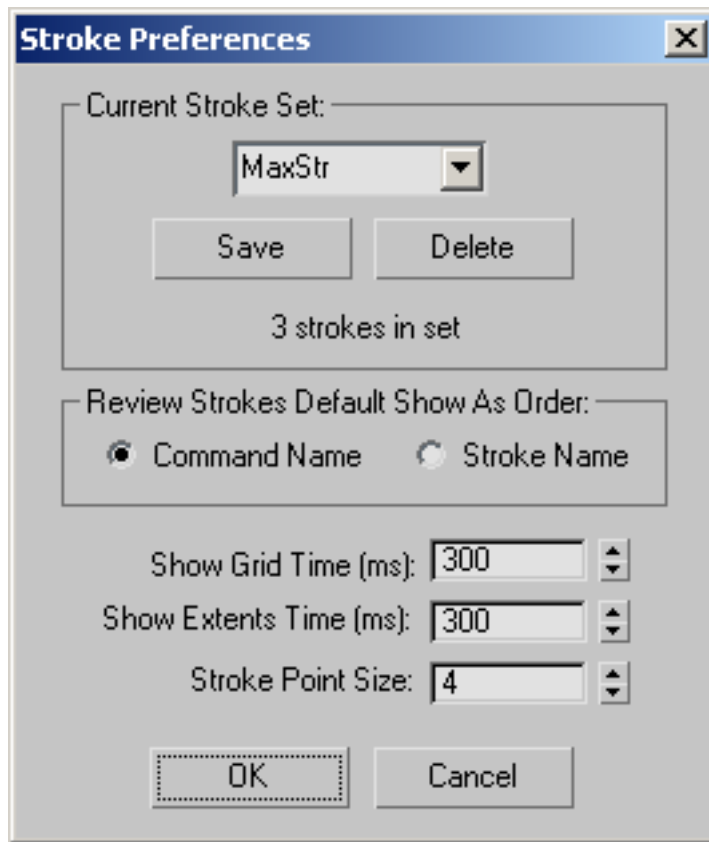 Stroke Preferences
Current Stroke Set:
MaxStr
Save Delete
3 strokes in set
Review Strokes Default Show As Order:
Command Name Stroke Name
Show Grid Time (ms): 300
Show Extents Time (ms): 300
Stroke Point Size: 4
OK Cancel